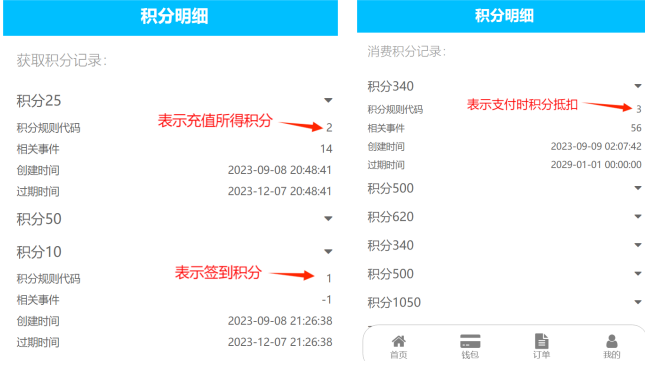 积分明细
获取积分记录：
积分25
积分规则代码 表示充值所得积分 2
相关事件 14
创建时间 2023-09-08 20:48:41
过期时间 2023-12-07 20:48:41
积分50
积分10
积分规则代码 表示签到积分 1
相关事件 -1
创建时间 2023-09-08 21:26:38
过期时间 2023-12-07 21:26:38
积分明细
消费积分记录：
积分340
积分规则代码 表示支付时积分抵扣 3
相关事件 56
创建时间 2023-09-09 02:07:42
过期时间 2029-01-01 00:00:00
积分500
积分620
积分340
积分500
积分1050
首页 钱包 订单 我的